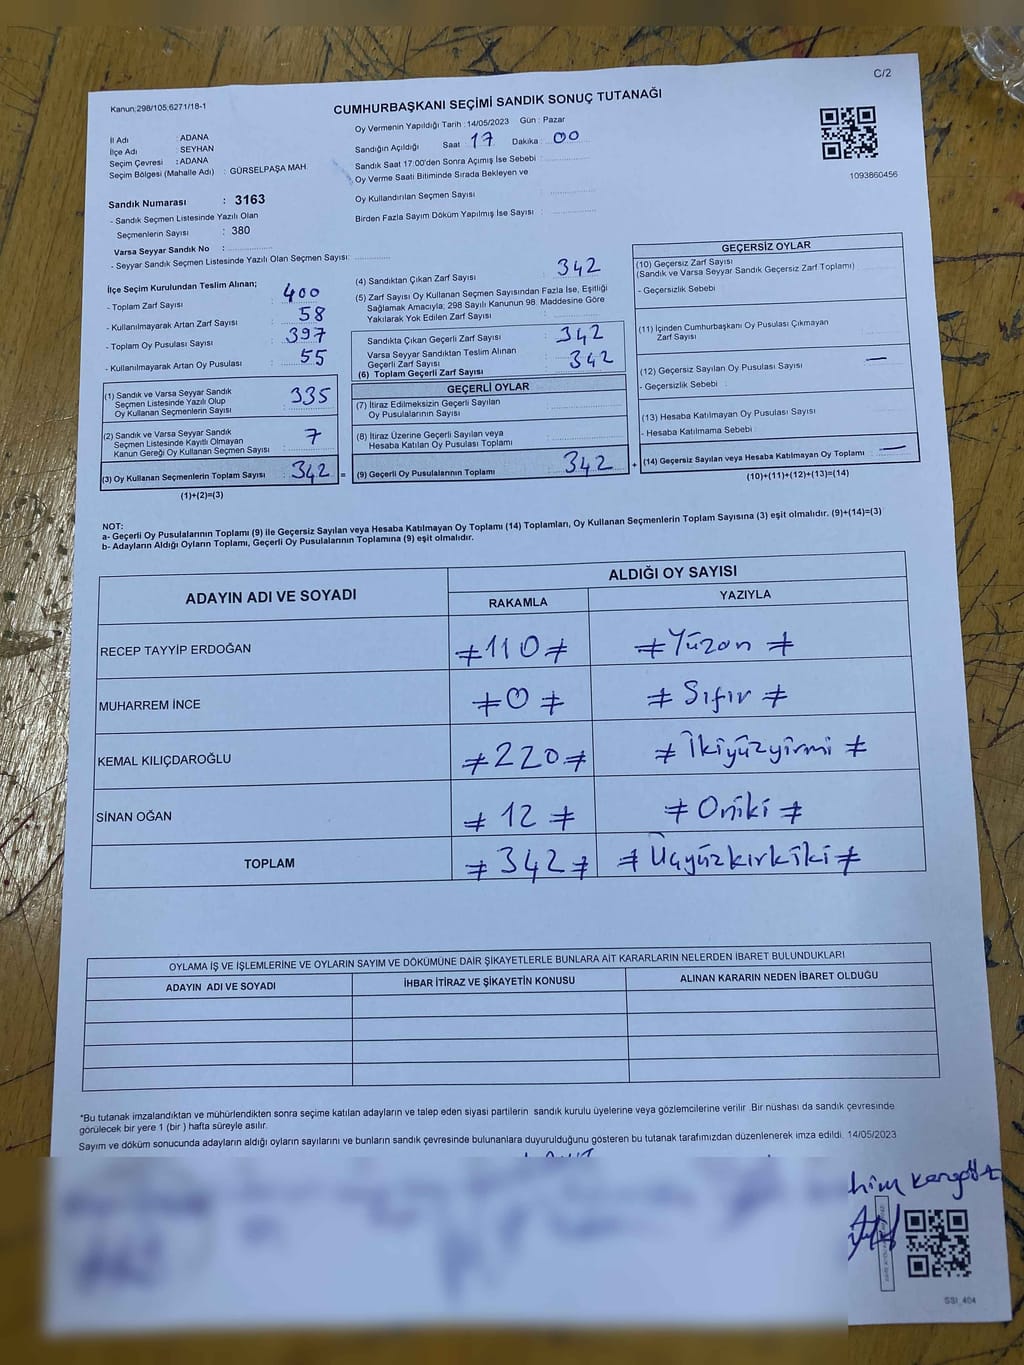 C/2
Kanun;298/105,6271/18-1
CUMHURBAŞKANI SEÇİMİ SANDIK SONUÇ TUTANAĞI
İl Adı : ADANA
İlçe Adı : SEYHAN
Seçim Çevresi : ADANA
Seçim Bölgesi (Mahalle Adı) : GÜRSELPAŞA MAH.
Oy Vermenin Yapıldığı Tarih : 14/05/2023 Gün : Pazar
Sandığın Açıldığı Saat : 17 Dakika : 00
Sandık Saat 17:00'den Sonra Açımış İse Sebebi :
Oy Verme Saati Bitiminde Sırada Bekleyen ve
Oy Kullandırılan Seçmen Sayısı :
Birden Fazla Sayım Döküm Yapılmış İse Sayısı :
1093860456
Sandık Numarası : 3163
- Sandık Seçmen Listesinde Yazılı Olan
Seçmenlerin Sayısı : 380
Varsa Seyyar Sandık No :
- Seyyar Sandık Seçmen Listesinde Yazılı Olan Seçmen Sayısı:
İlçe Seçim Kurulundan Teslim Alınan;
- Toplam Zarf Sayısı : 400
- Kullanılmayarak Artan Zarf Sayısı : 58
- Toplam Oy Pusulası Sayısı : 397
- Kullanılmayarak Artan Oy Pusulası : 55
(1) Sandık ve Varsa Seyyar Sandık
Seçmen Listesinde Yazılı Olup
Oy Kullanan Seçmenlerin Sayısı : 335
(2) Sandık ve Varsa Seyyar Sandık
Seçmen Listesinde Kayıtlı Olmayan
Kanun Gereği Oy Kullanan Seçmen Sayısı : 7
(3) Oy Kullanan Seçmenlerin Toplam Sayısı : 342 =
(1)+(2)=(3)
(4) Sandıktan Çıkan Zarf Sayısı : 342
(5) Zarf Sayısı Oy Kullanan Seçmen Sayısından Fazla İse, Eşitliği
Sağlamak Amacıyla; 298 Sayılı Kanunun 98. Maddesine Göre
Yakılarak Yok Edilen Zarf Sayısı :
Sandıkta Çıkan Geçerli Zarf Sayısı : 342
Varsa Seyyar Sandıktan Teslim Alınan
Geçerli Zarf Sayısı :
(6) Toplam Geçerli Zarf Sayısı : 342
GEÇERLİ OYLAR
(7) İtiraz Edilmeksizin Geçerli Sayılan
Oy Pusulalarının Sayısı :
(8) İtiraz Üzerine Geçerli Sayılan veya
Hesaba Katılan Oy Pusulası Toplamı :
(9) Geçerli Oy Pusulalarının Toplamı : 342 +
GEÇERSİZ OYLAR
(10) Geçersiz Zarf Sayısı
(Sandık ve Varsa Seyyar Sandık Geçersiz Zarf Toplamı) :
- Geçersizlik Sebebi :
(11) İçinden Cumhurbaşkanı Oy Pusulası Çıkmayan
Zarf Sayısı :
(12) Geçersiz Sayılan Oy Pusulası Sayısı : —
- Geçersizlik Sebebi :
(13) Hesaba Katılmayan Oy Pusulası Sayısı :
- Hesaba Katılmama Sebebi :
(14) Geçersiz Sayılan veya Hesaba Katılmayan Oy Toplamı : —
(10)+(11)+(12)+(13)=(14)
NOT:
a- Geçerli Oy Pusulalarının Toplamı (9) ile Geçersiz Sayılan veya Hesaba Katılmayan Oy Toplamı (14) Toplamları, Oy Kullanan Seçmenlerin Toplam Sayısına (3) eşit olmalıdır. (9)+(14)=(3)
b- Adayların Aldığı Oyların Toplamı, Geçerli Oy Pusulalarının Toplamına (9) eşit olmalıdır.
ADAYIN ADI VE SOYADI
ALDIĞI OY SAYISI
RAKAMLA YAZIYLA
RECEP TAYYİP ERDOĞAN ≠110≠ ≠Yüzon≠
MUHARREM İNCE ≠0≠ ≠Sıfır≠
KEMAL KILIÇDAROĞLU ≠220≠ ≠İkiyüzyirmi≠
SİNAN OĞAN ≠12≠ ≠Oniki≠
TOPLAM ≠342≠ ≠Üçyüzkırkiki≠
OYLAMA İŞ VE İŞLEMLERİNE VE OYLARIN SAYIM VE DÖKÜMÜNE DAİR ŞİKAYETLERLE BUNLARA AİT KARARLARIN NELERDEN İBARET BULUNDUKLARI
ADAYIN ADI VE SOYADI İHBAR İTİRAZ VE ŞİKAYETİN KONUSU ALINAN KARARIN NEDEN İBARET OLDUĞU
*Bu tutanak imzalandıktan ve mühürlendikten sonra seçime katılan adayların ve talep eden siyasi partilerin sandık kurulu üyelerine veya gözlemcilerine verilir .Bir nüshası da sandık çevresinde
görülecek bir yere 1 (bir ) hafta süreyle asılır.
Sayım ve döküm sonucunda adayların aldığı oyların sayılarını ve bunların sandık çevresinde bulunanlara duyurulduğunu gösteren bu tutanak tarafımızdan düzenlenerek imza edildi. 14/05/2023
SSI_404